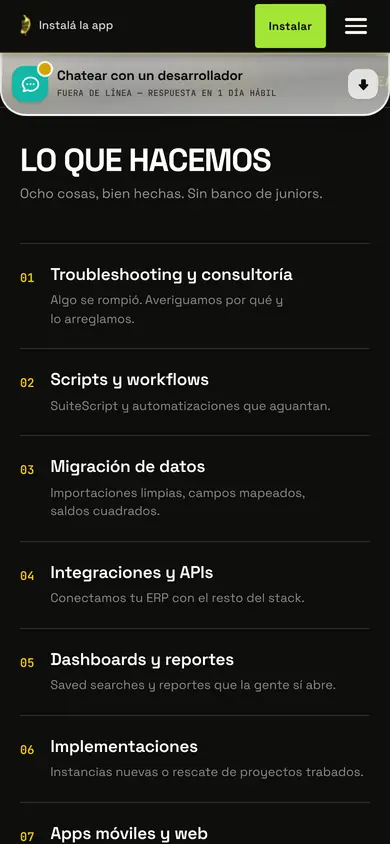 Instalá la app
Instalar
Chatear con un desarrollador
FUERA DE LÍNEA — RESPUESTA EN 1 DÍA HÁBIL
LO QUE HACEMOS
Ocho cosas, bien hechas. Sin banco de juniors.
01
Troubleshooting y consultoría
Algo se rompió. Averiguamos por qué y
lo arreglamos.
02
Scripts y workflows
SuiteScript y automatizaciones que aguantan.
03
Migración de datos
Importaciones limpias, campos mapeados,
saldos cuadrados.
04
Integraciones y APIs
Conectamos tu ERP con el resto del stack.
05
Dashboards y reportes
Saved searches y reportes que la gente sí abre.
06
Implementaciones
Instancias nuevas o rescate de proyectos trabados.
07
Apps móviles y web